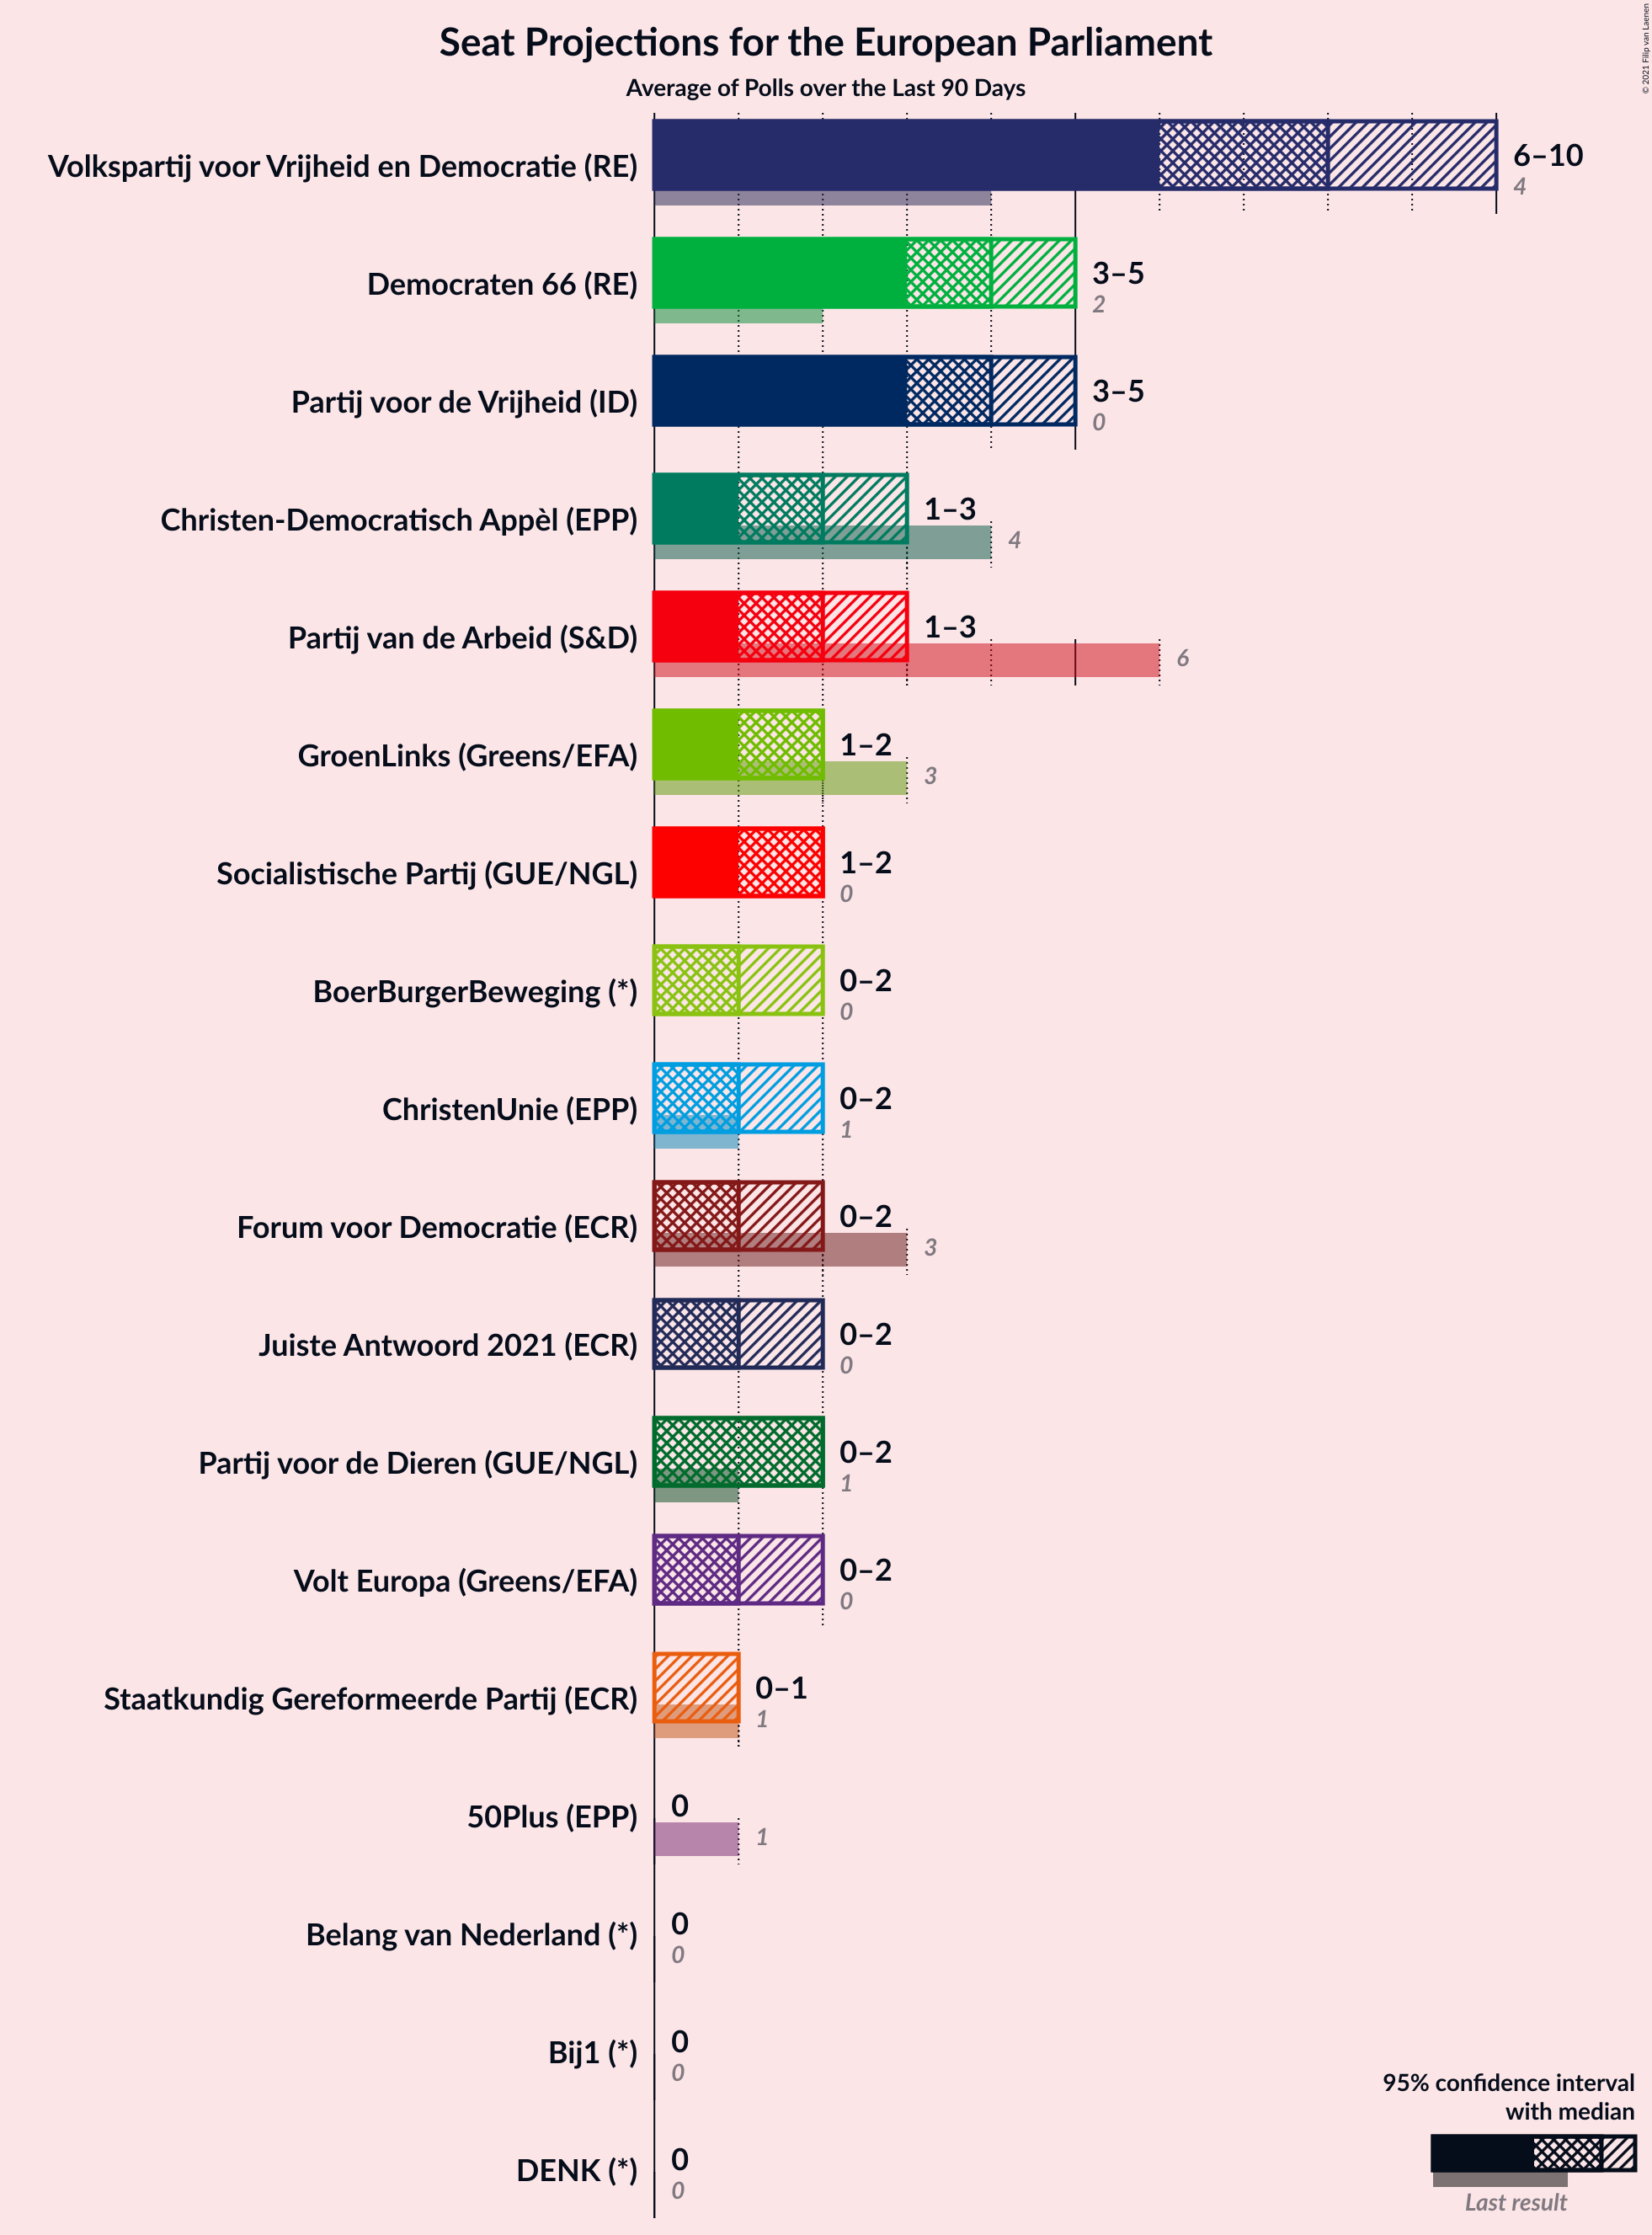 Seat Projections for the European Parliament
Average of Polls over the Last 90 Days
© 2021 Filip van Laenen
Volkspartij voor Vrijheid en Democratie (RE)
6–10
4
Democraten 66 (RE)
3–5
2
Partij voor de Vrijheid (ID)
3–5
0
Christen-Democratisch Appèl (EPP)
1–3
4
Partij van de Arbeid (S&D)
1–3
6
GroenLinks (Greens/EFA)
1–2
3
Socialistische Partij (GUE/NGL)
1–2
0
BoerBurgerBeweging (*)
0–2
0
ChristenUnie (EPP)
0–2
1
Forum voor Democratie (ECR)
0–2
3
Juiste Antwoord 2021 (ECR)
0–2
0
Partij voor de Dieren (GUE/NGL)
0–2
1
Volt Europa (Greens/EFA)
0–2
0
Staatkundig Gereformeerde Partij (ECR)
0–1
1
50Plus (EPP)
0
1
Belang van Nederland (*)
0
0
Bij1 (*)
0
0
DENK (*)
0
0
95% confidence interval
with median
Last result